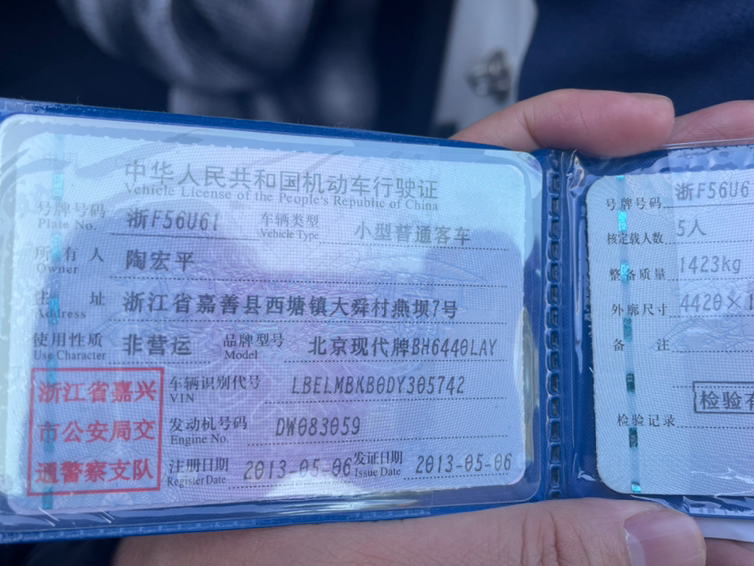 中华人民共和国机动车行驶证
Vehicle License of the People's Republic of China
号牌号码 浙F56U61 车辆类型 小型普通客车
Plate No. Vehicle Type
所有人 陶宏平
Owner
主址 浙江省嘉善县西塘镇大舜村燕坝7号
Address
使用性质 非营运 品牌型号 北京现代牌BH6440LAY
Use Character Model
浙江省嘉兴
市公安局交
通警察支队
车辆识别代号 LBELMBKB0DY305742
VIN
发动机号码 DW083059
Engine No.
注册日期 2013-05-06 发证日期 2013-05-06
Register Date Issue Date
号牌号码 浙F56U6
核定载人数 5人
整备质量 1423kg
外廓尺寸 4420×
备注
检验有
检验记录